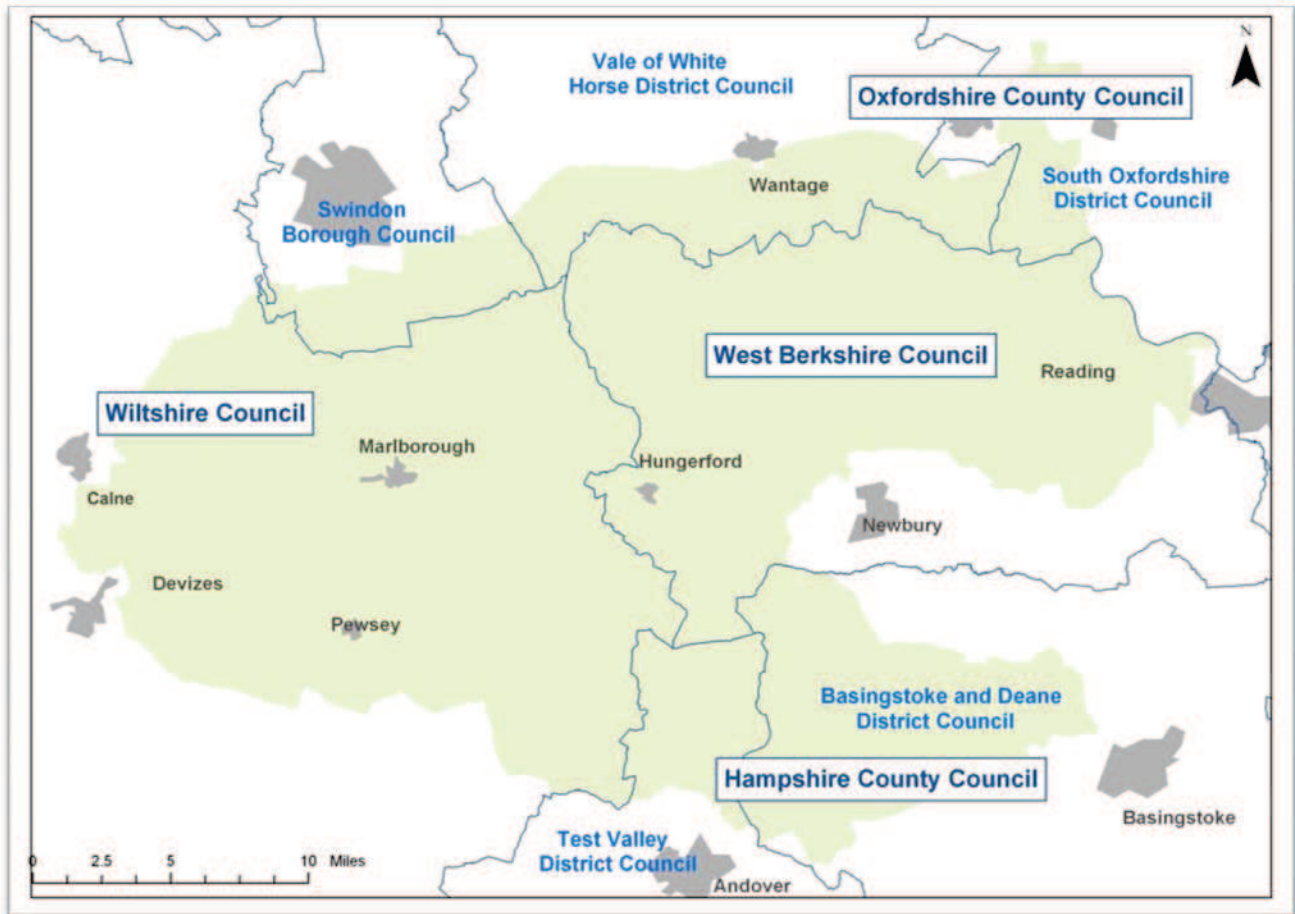 N
Vale of White
Horse District Council
Oxfordshire County Council
Wantage
South Oxfordshire
District Council
Swindon
Borough Council
West Berkshire Council
Reading
Wiltshire Council
Marlborough
Hungerford
Calne
Newbury
Devizes
Pewsey
Basingstoke and Deane
District Council
Hampshire County Council
Basingstoke
Test Valley
District Council
Andover
0 2.5 5 10 Miles